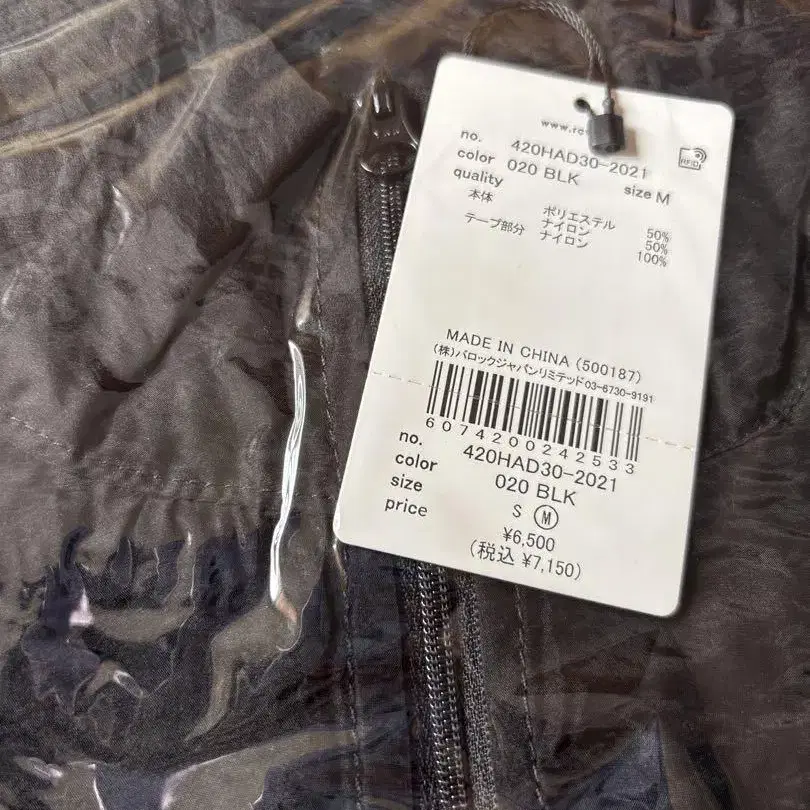 www.rc
no. 420HAD30-2021
color 020 BLK size M
RFID
quality
本体 ポリエステル 50%
ナイロン 50%
テープ部分 ナイロン 100%
MADE IN CHINA (500187)
(株)バロックジャパンリミテッド03-6730-9191
6074200242533
no. 420HAD30-2021
color 020 BLK
size S M
price ¥6,500
(税込 ¥7,150)